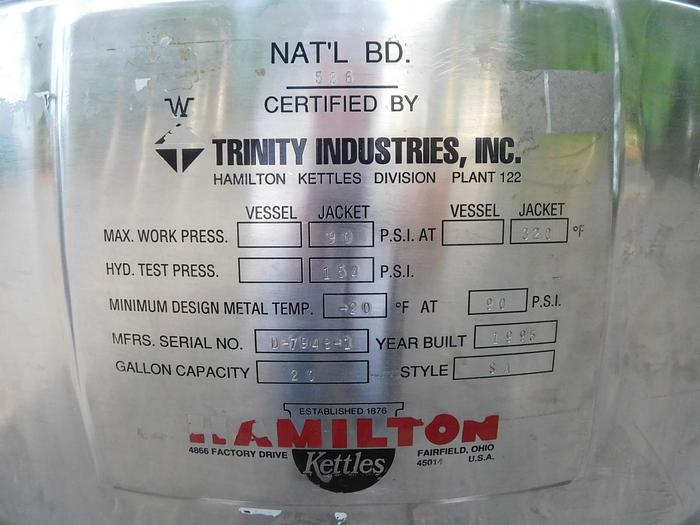 NAT'L BD.
526
W
CERTIFIED BY
TRINITY INDUSTRIES, INC.
HAMILTON KETTLES DIVISION PLANT 122
VESSEL JACKET VESSEL JACKET
MAX. WORK PRESS. 90 P.S.I. AT 320 °F
HYD. TEST PRESS. P.S.I.
MINIMUM DESIGN METAL TEMP. -20 °F AT 90 P.S.I.
MFRS. SERIAL NO. YEAR BUILT 1995
GALLON CAPACITY 20 STYLE SA
ESTABLISHED 1876
HAMILTON
4866 FACTORY DRIVE Kettles FAIRFIELD, OHIO
45014 U.S.A.